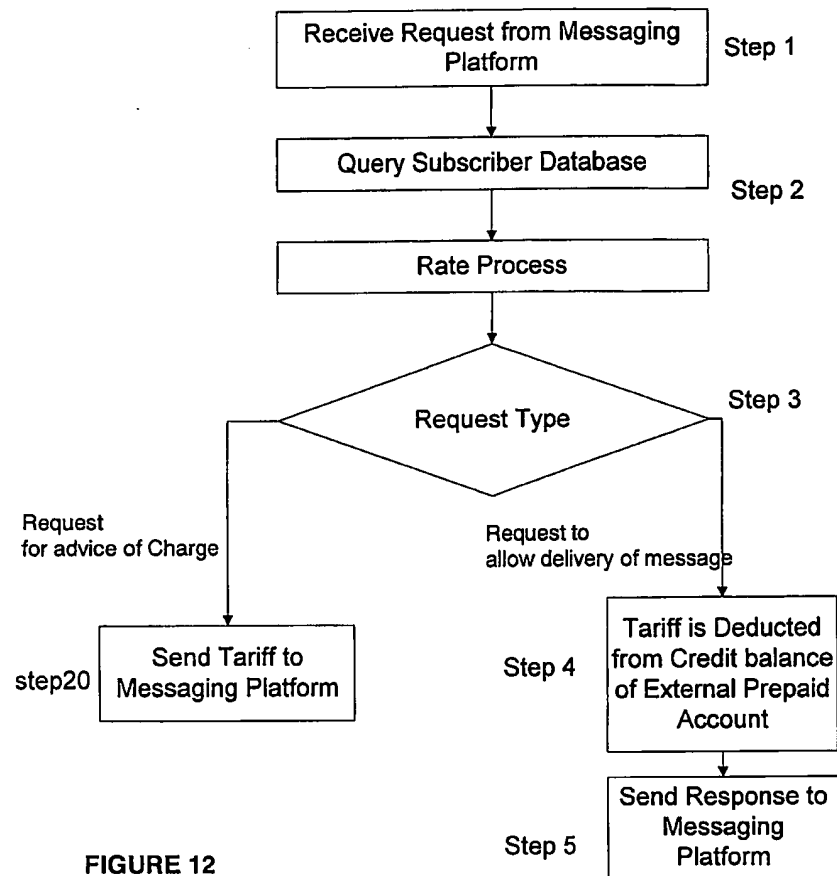 Receive Request from Messaging
Platform
Step 1
Query Subscriber Database
Step 2
Rate Process
Request Type
Step 3
Request
for advice of Charge
Request to
allow delivery of message
step20
Send Tariff to
Messaging Platform
Step 4
Tariff is Deducted
from Credit balance
of External Prepaid
Account
Step 5
Send Response to
Messaging
Platform
FIGURE 12